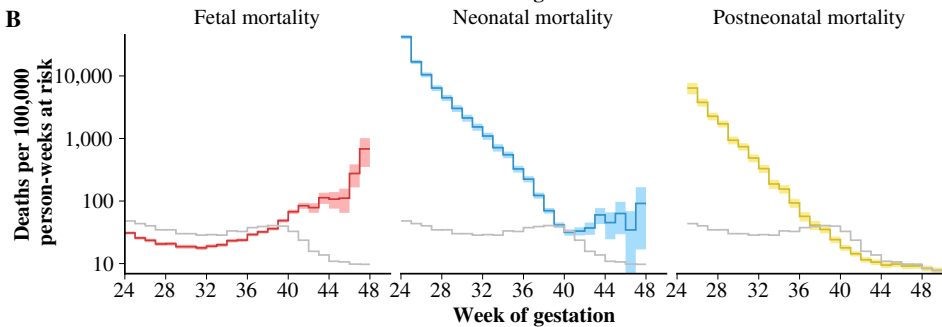 B
Fetal mortality
Neonatal mortality
Postneonatal mortality
Deaths per 100,000
person-weeks at risk
10,000
1,000
100
10
24 28 32 36 40 44 48
24 28 32 36 40 44 48
24 28 32 36 40 44 48
Week of gestation